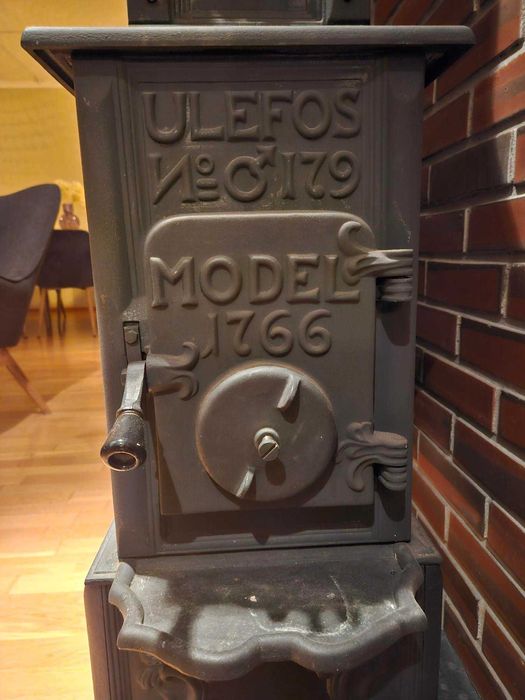 ULEFOS
No ♂ 179
MODEL
1766